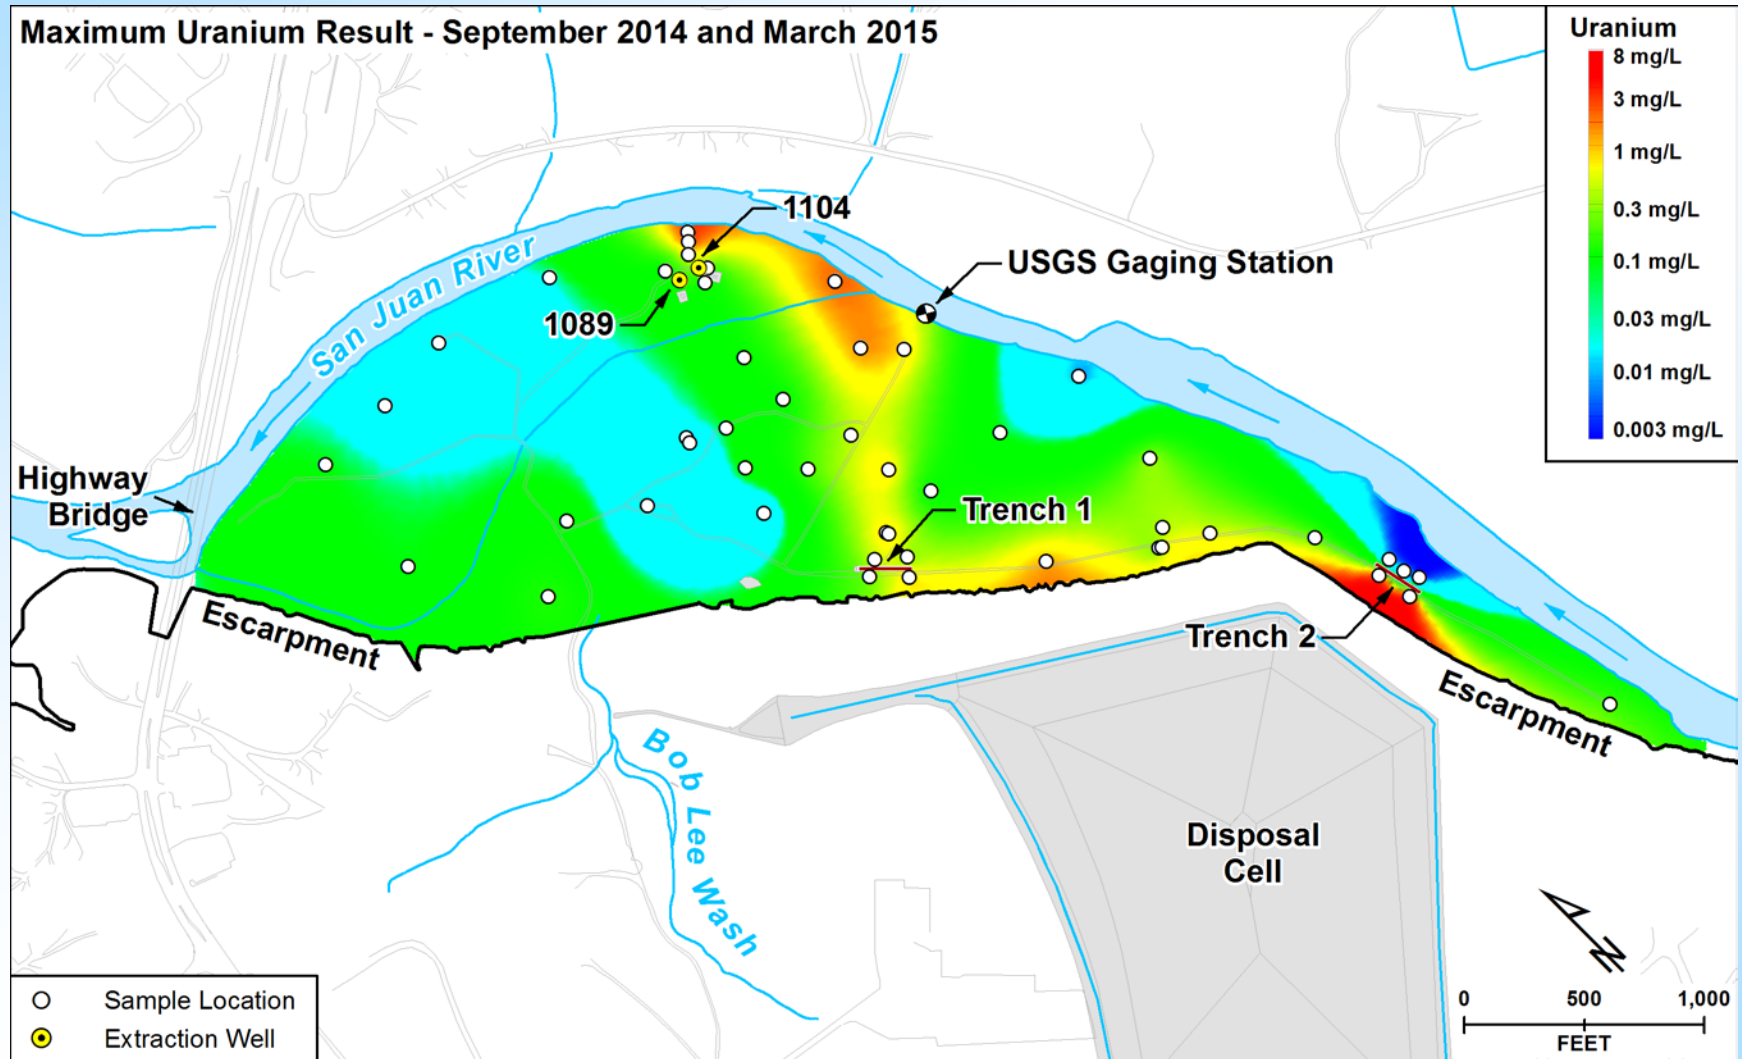 Maximum Uranium Result - September 2014 and March 2015
Uranium
8 mg/L
3 mg/L
1 mg/L
0.3 mg/L
0.1 mg/L
0.03 mg/L
0.01 mg/L
0.003 mg/L
1104
USGS Gaging Station
San Juan River
1089
Highway
Bridge
Trench 1
Escarpment
Trench 2
Escarpment
Bob Lee Wash
Disposal
Cell
N
Sample Location
Extraction Well
0 500 1,000
FEET